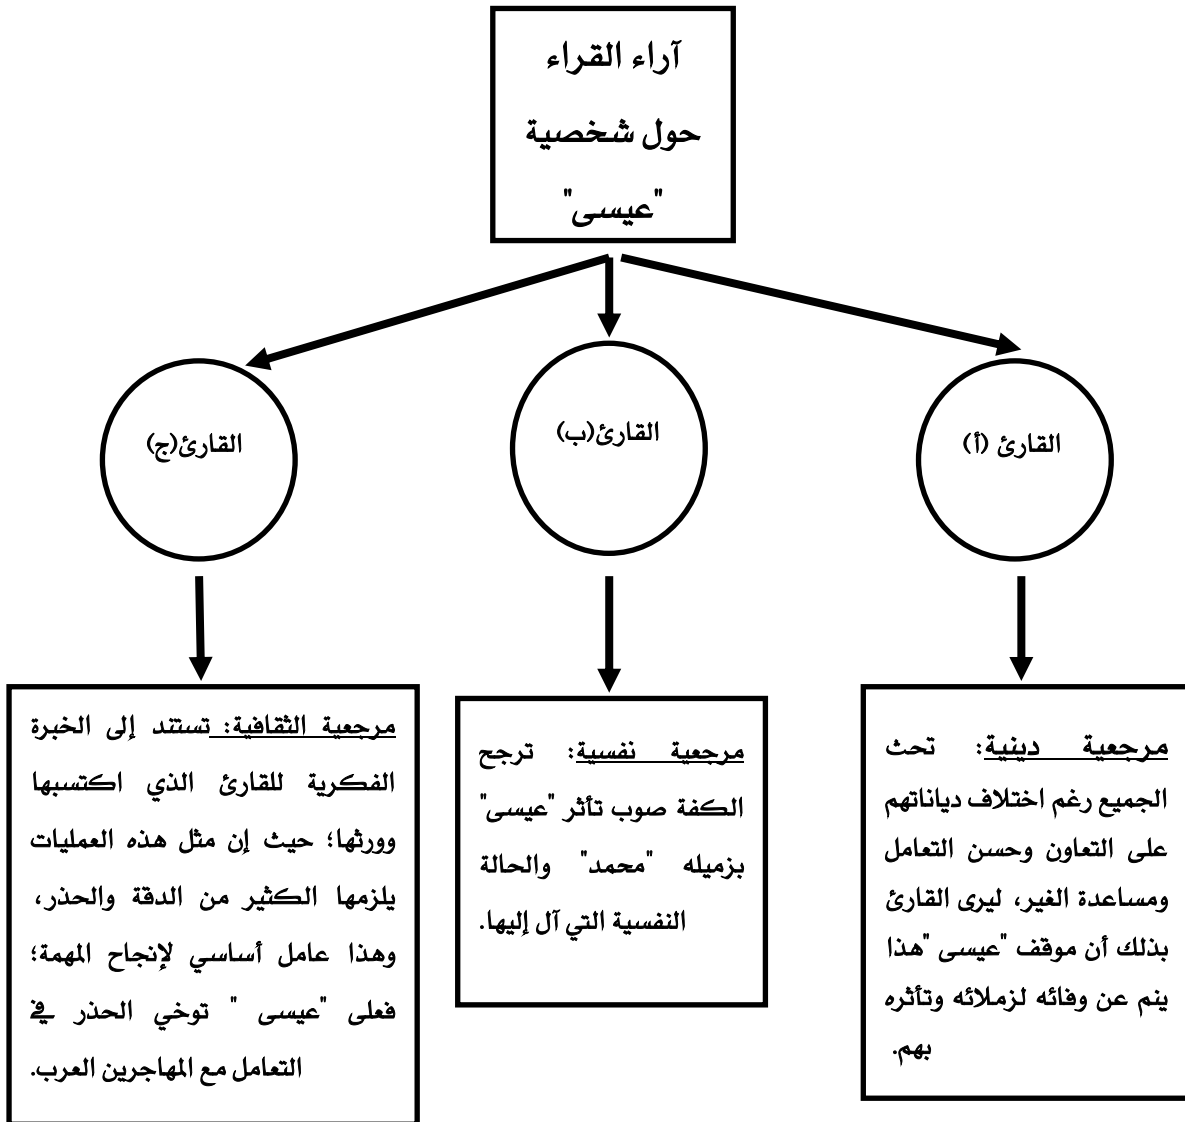 آراء القراء
حول شخصية
"عيسى"
القارئ (أ)
القارئ(ب)
القارئ(ج)
مرجعية دينية: تحث
الجميع رغم اختلاف دياناتهم
على التعاون وحسن التعامل
ومساعدة الغير، ليرى القارئ
بذلك أن موقف "عيسى "هذا
ينم عن وفائه لزملائه وتأثره
بهم.
مرجعية نفسية: ترجح
الكفة صوب تأثر "عيسى"
بزميله "محمد" والحالة
النفسية التي آل إليها.
مرجعية الثقافية: تستند إلى الخبرة
الفكرية للقارئ الذي اكتسبها
وورثها؛ حيث إن مثل هذه العمليات
يلزمها الكثير من الدقة والحذر،
وهذا عامل أساسي لإنجاح المهمة؛
فعلى "عيسى " توخي الحذر في
التعامل مع المهاجرين العرب.